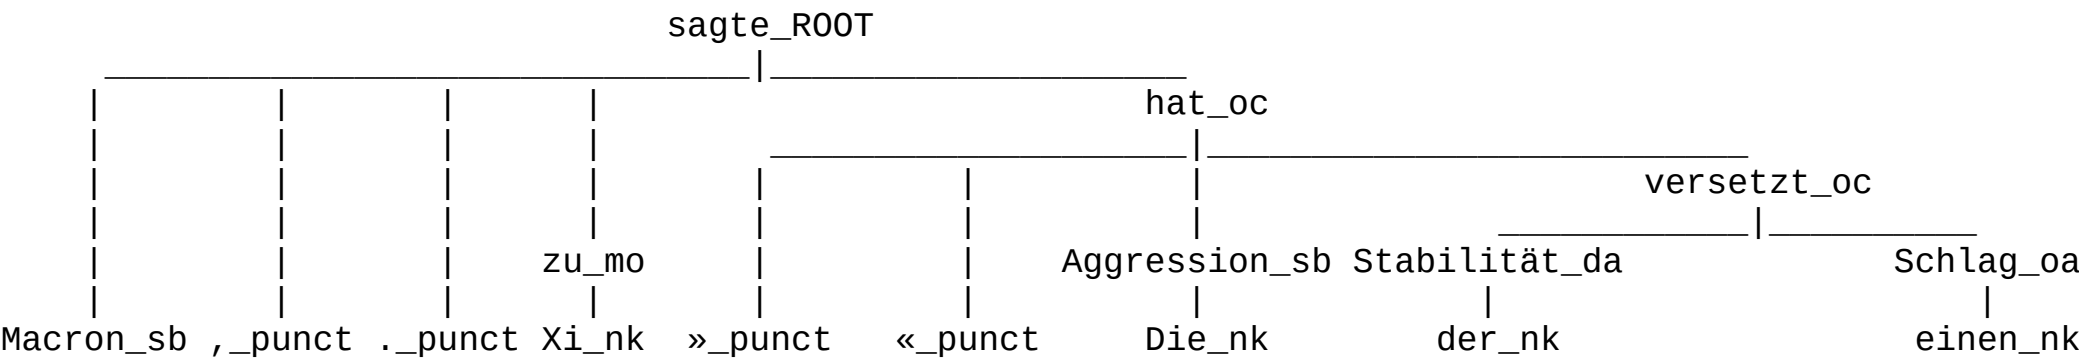 sagte_ROOT
hat_oc
versetzt_oc
zu_mo Aggression_sb Stabilität_da Schlag_oa
Macron_sb ,_punct ._punct Xi_nk »_punct «_punct Die_nk der_nk einen_nk